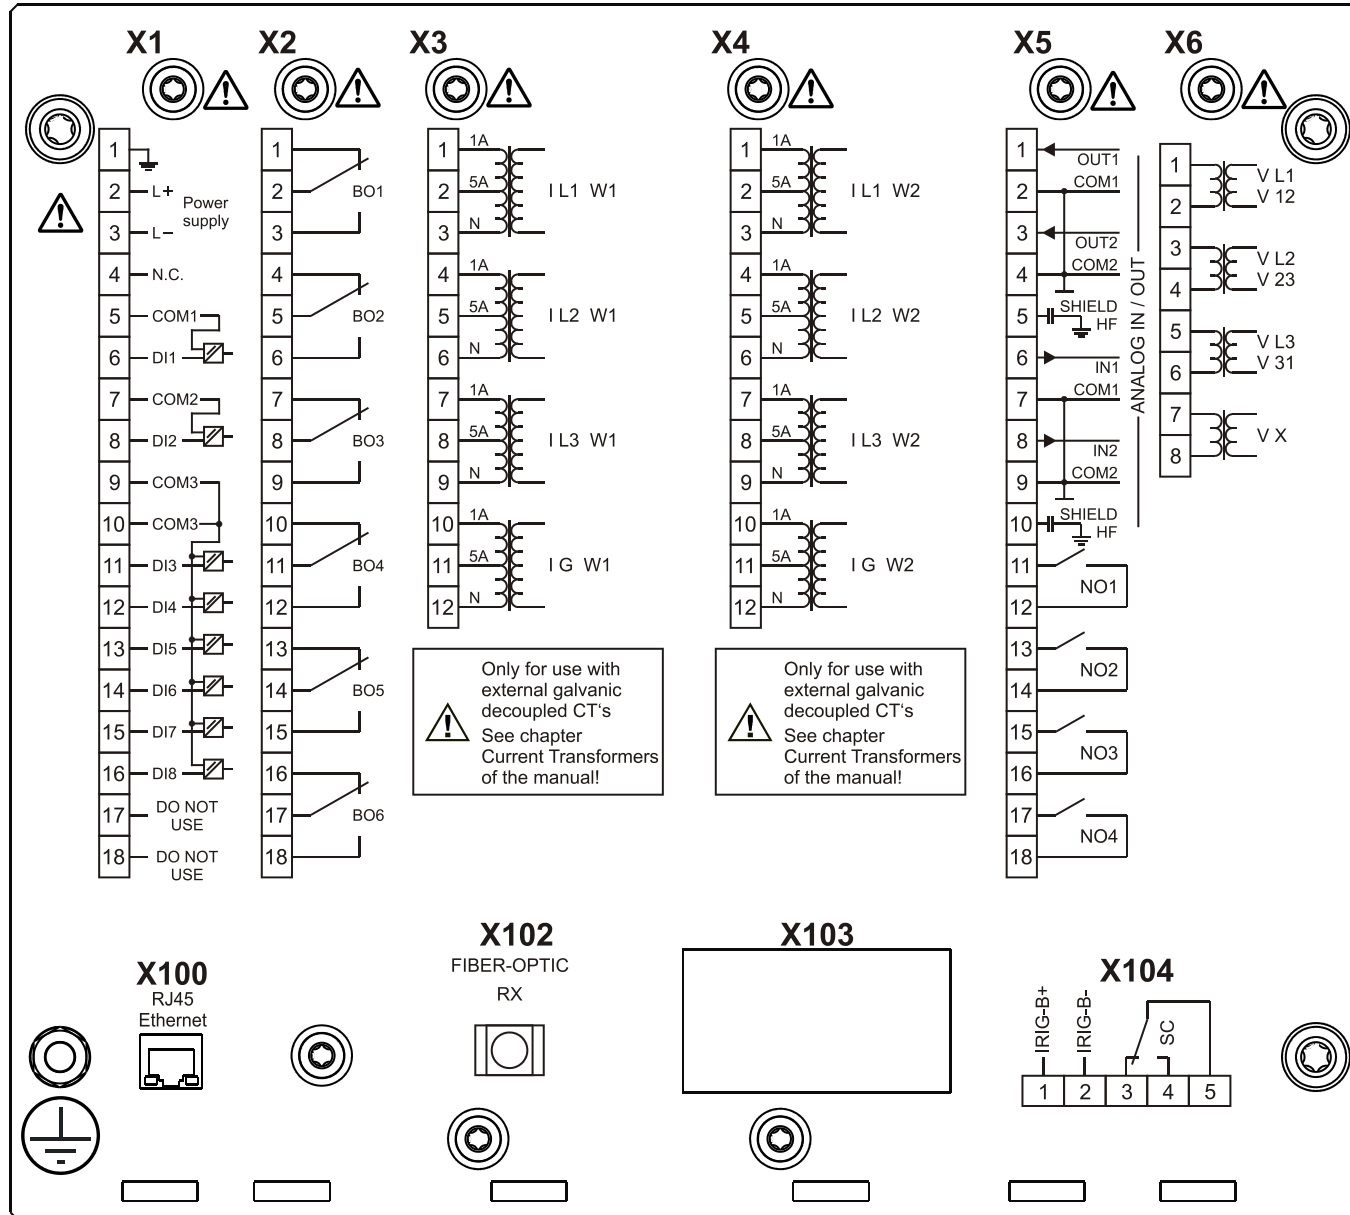 X1
X2
X3
X4
X5
X6
1
2 L+
3 L–
Power
supply
4 N.C.
5 COM1
6 DI1
7 COM2
8 DI2
9 COM3
10 COM3
11 DI3
12 DI4
13 DI5
14 DI6
15 DI7
16 DI8
17 DO NOT
USE
18 DO NOT
USE
1
2 BO1
3
4
5 BO2
6
7
8 BO3
9
10
11 BO4
12
13
14 BO5
15
16
17 BO6
18
1 1A
2 5A I L1 W1
3 N
4 1A
5 5A I L2 W1
6 N
7 1A
8 5A I L3 W1
9 N
10 1A
11 5A I G W1
12 N
Only for use with
external galvanic
decoupled CT‘s
See chapter
Current Transformers
of the manual!
1 1A
2 5A I L1 W2
3 N
4 1A
5 5A I L2 W2
6 N
7 1A
8 5A I L3 W2
9 N
10 1A
11 5A I G W2
12 N
Only for use with
external galvanic
decoupled CT‘s
See chapter
Current Transformers
of the manual!
1 OUT1
2 COM1
3 OUT2
4 COM2
5 SHIELD
HF
6 IN1
7 COM1
8 IN2
9 COM2
10 SHIELD
HF
ANALOG IN / OUT
11
NO1
12
13
NO2
14
15
NO3
16
17
NO4
18
1 V L1
2 V 12
3 V L2
4 V 23
5 V L3
6 V 31
7
V X
8
X100
RJ45
Ethernet
X102
FIBER-OPTIC
RX
X103
X104
IRIG-B+
IRIG-B-
SC
1 2 3 4 5